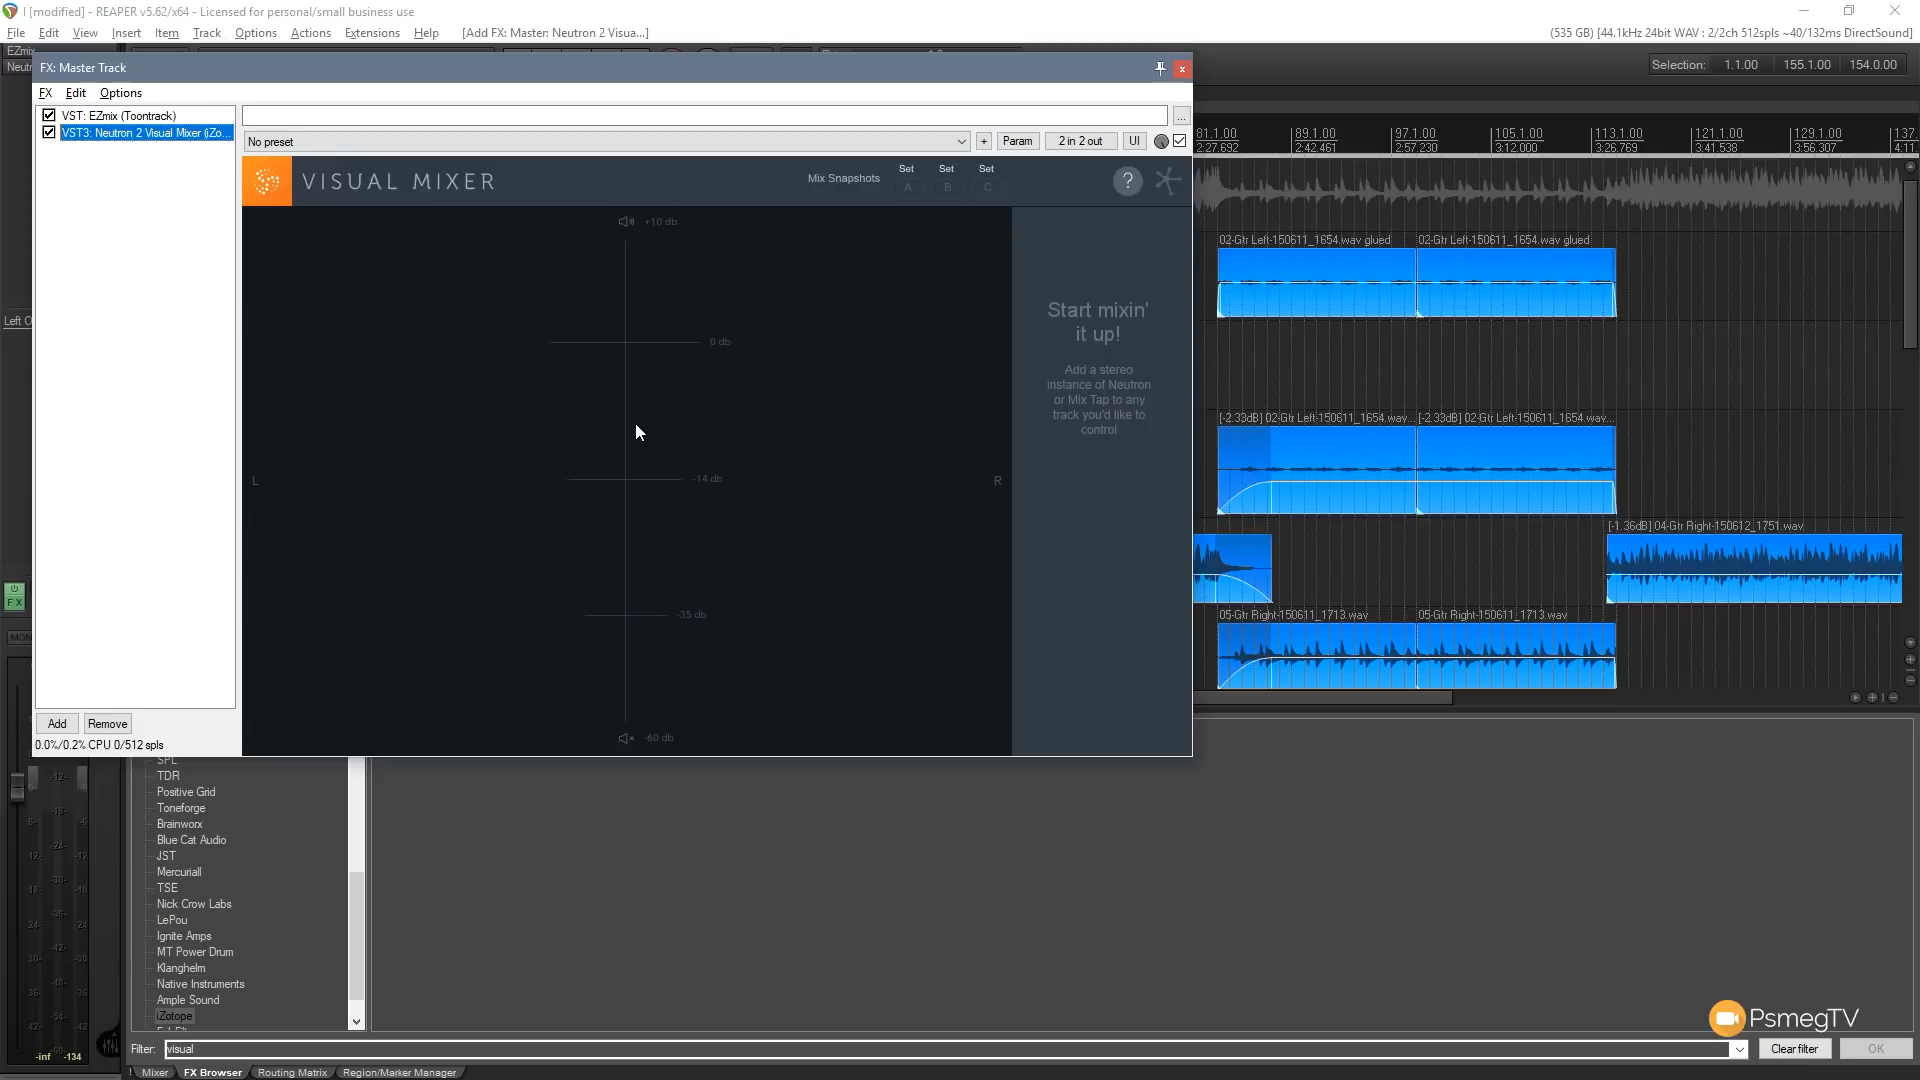 I [modified] - REAPER v5.62/x64 - Licensed for personal/small business use
File Edit View Insert Item Track Options Actions Extensions Help [Add FX: Master: Neutron 2 Visua...]
(535 GB) [44.1kHz 24bit WAV : 2/2ch 512spls ~40/132ms DirectSound]
EZmix
Neutr
FX: Master Track
Selection: 1.1.00 155.1.00 154.0.00
FX Edit Options
VST: EZmix (Toontrack)
VST3: Neutron 2 Visual Mixer (iZo...
...
No preset
+ Param 2 in 2 out UI
81.1.00 89.1.00 97.1.00 105.1.00 113.1.00 121.1.00 129.1.00 137.
2:27.692 2:42.461 2:57.230 3:12.000 3:26.769 3:41.538 3:56.307 4:11.
VISUAL MIXER
Mix Snapshots
Set Set Set
A B C
?
+10 db
0 db
-14 db
-35 db
-60 db
L
R
Start mixin'
it up!
Add a stereo
instance of Neutron
or Mix Tap to any
track you'd like to
control
02-Gtr Left-150611_1654.wav glued 02-Gtr Left-150611_1654.wav glued
[-2.33dB] 02-Gtr Left-150611_1654.wav... [-2.33dB] 02-Gtr Left-150611_1654.wav...
[-1.36dB] 04-Gtr Right-150612_1751.wav
05-Gtr Right-150611_1713.wav 05-Gtr Right-150611_1713.wav
Left O
FX
MON
Add Remove
0.0%/0.2% CPU 0/512 spls
SPL
TDR
Positive Grid
Toneforge
Brainworx
Blue Cat Audio
JST
Mercuriall
TSE
Nick Crow Labs
LePou
Ignite Amps
MT Power Drum
Klanghelm
Native Instruments
Ample Sound
iZotope
-inf -134
PsmegTV
Filter: visual
Clear filter OK
! Mixer FX Browser Routing Matrix Region/Marker Manager